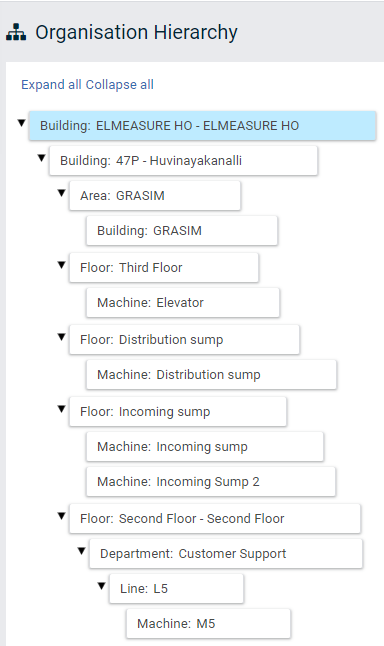 Organisation Hierarchy
Expand all Collapse all
Building: ELMEASURE HO - ELMEASURE HO
Building: 47P - Huvinayakanalli
Area: GRASIM
Building: GRASIM
Floor: Third Floor
Machine: Elevator
Floor: Distribution sump
Machine: Distribution sump
Floor: Incoming sump
Machine: Incoming sump
Machine: Incoming Sump 2
Floor: Second Floor - Second Floor
Department: Customer Support
Line: L5
Machine: M5